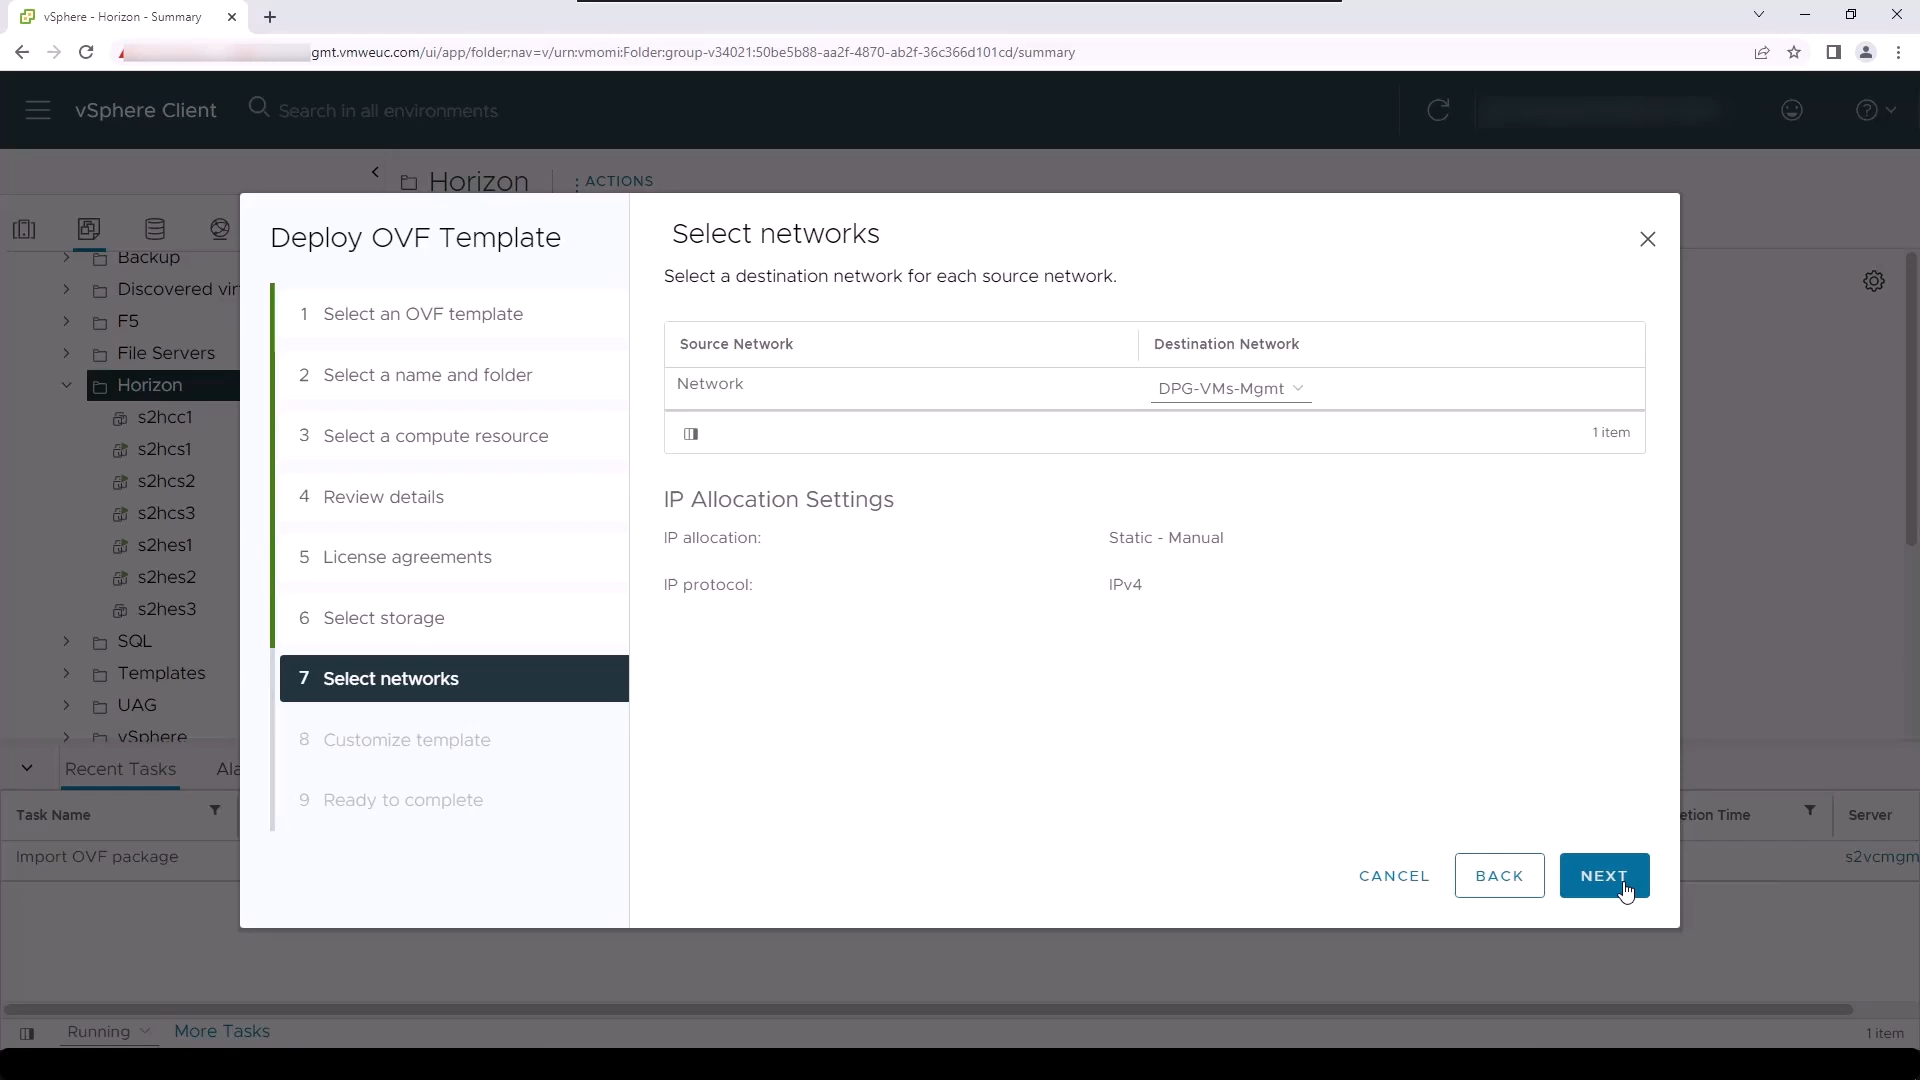 vSphere - Horizon - Summary
gmt.vmweuc.com/ui/app/folder;nav=v/urn:vmomi:Folder:group-v34021:50be5b88-aa2f-4870-ab2f-36c366d101cd/summary
vSphere Client
Search in all environments
Horizon
ACTIONS
Backup
Discovered vir
F5
File Servers
Horizon
s2hcc1
s2hcs1
s2hcs2
s2hcs3
s2hes1
s2hes2
s2hes3
SQL
Templates
UAG
vSphere
Deploy OVF Template
1 Select an OVF template
2 Select a name and folder
3 Select a compute resource
4 Review details
5 License agreements
6 Select storage
7 Select networks
8 Customize template
9 Ready to complete
Select networks
Select a destination network for each source network.
Source Network Destination Network
Network DPG-VMs-Mgmt
1 item
IP Allocation Settings
IP allocation: Static - Manual
IP protocol: IPv4
CANCEL BACK NEXT
Recent Tasks Ala
Task Name etion Time Server
Import OVF package s2vcmgm
Running More Tasks 1 item